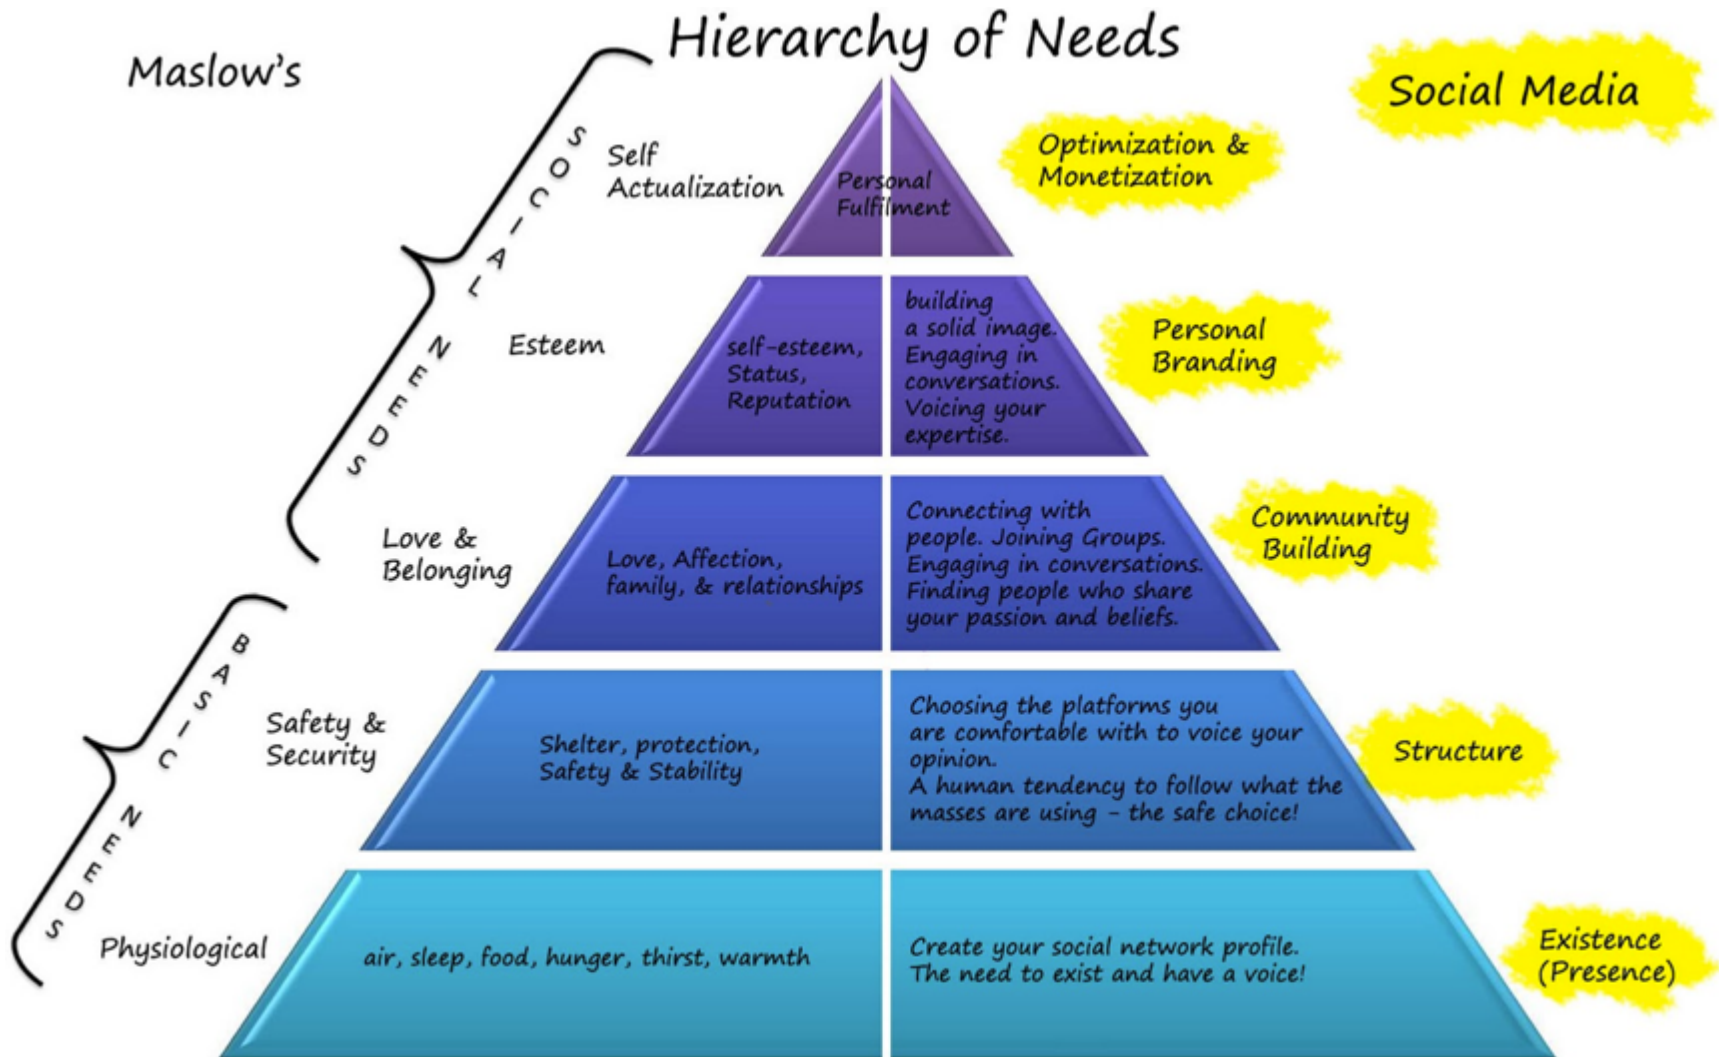 Hierarchy of Needs
Maslow's
Social Media
SOCIAL NEEDS
Self
Actualization
Personal
Fulfilment
Optimization &
Monetization
Esteem
self-esteem,
Status,
Reputation
building
a solid image.
Engaging in
conversations.
Voicing your
expertise.
Personal
Branding
Love &
Belonging
Love, Affection,
family, & relationships
Connecting with
people. Joining Groups.
Engaging in conversations.
Finding people who share
your passion and beliefs.
Community
Building
BASIC NEEDS
Safety &
Security
Shelter, protection,
Safety & Stability
Choosing the platforms you
are comfortable with to voice your
opinion.
A human tendency to follow what the
masses are using - the safe choice!
Structure
Physiological
air, sleep, food, hunger, thirst, warmth
Create your social network profile.
The need to exist and have a voice!
Existence
(Presence)